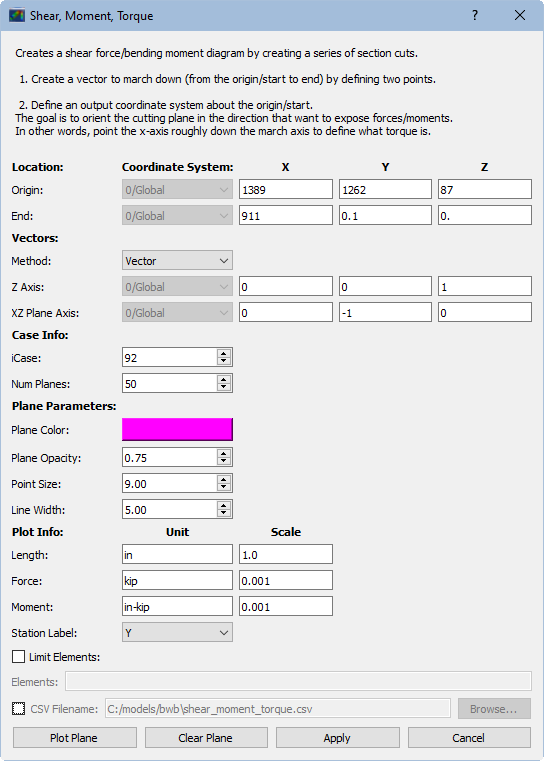 Shear, Moment, Torque
Creates a shear force/bending moment diagram by creating a series of section cuts.
1. Create a vector to march down (from the origin/start to end) by defining two points.
2. Define an output coordinate system about the origin/start.
The goal is to orient the cutting plane in the direction that want to expose forces/moments.
In other words, point the x-axis roughly down the march axis to define what torque is.
Location: Coordinate System: X Y Z
Origin: 0/Global 1389 1262 87
End: 0/Global 911 0.1 0.
Vectors:
Method: Vector
Z Axis: 0/Global 0 0 1
XZ Plane Axis: 0/Global 0 -1 0
Case Info:
iCase: 92
Num Planes: 50
Plane Parameters:
Plane Color:
Plane Opacity: 0.75
Point Size: 9.00
Line Width: 5.00
Plot Info: Unit Scale
Length: in 1.0
Force: kip 0.001
Moment: in-kip 0.001
Station Label: Y
Limit Elements:
Elements:
CSV Filename: C:/models/bwb\shear_moment_torque.csv Browse...
Plot Plane Clear Plane Apply Cancel